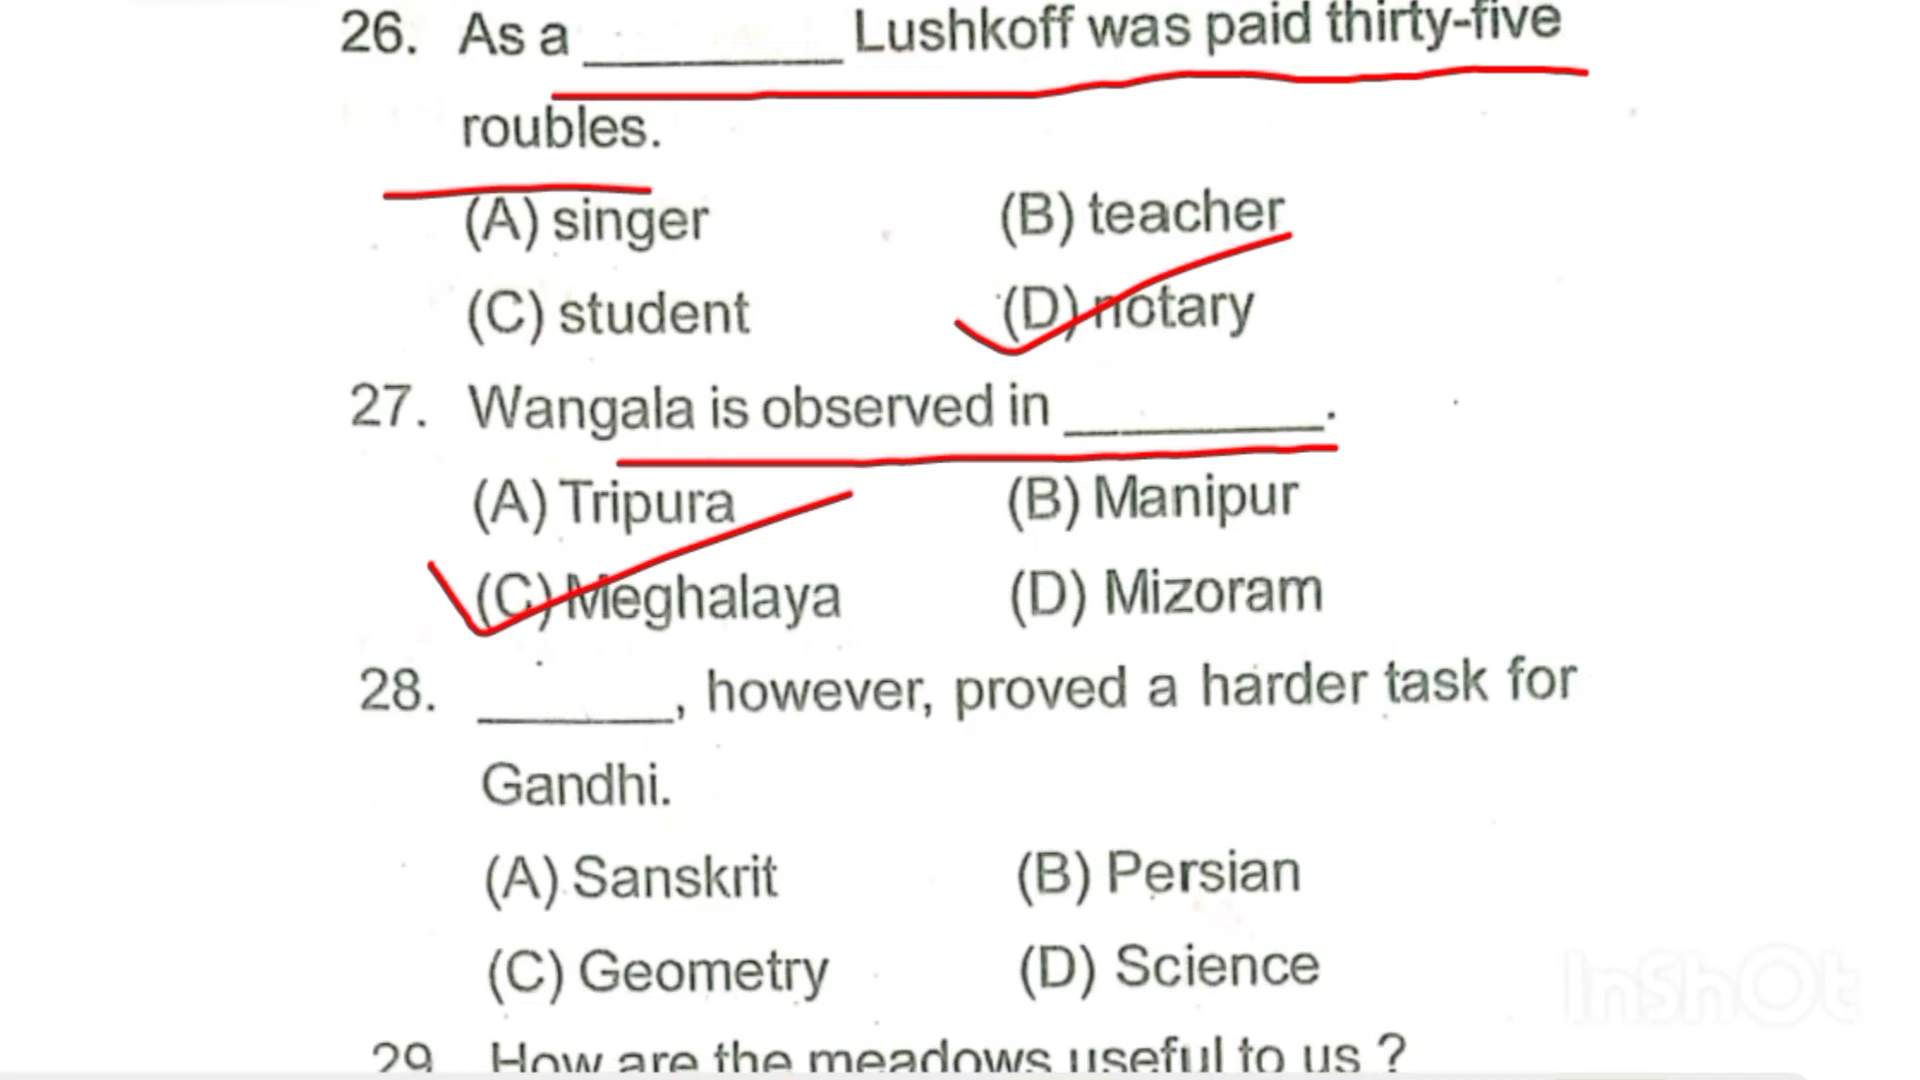 26. As a ________ Lushkoff was paid thirty-five
roubles.
(A) singer (B) teacher
(C) student (D) notary
27. Wangala is observed in ________.
(A) Tripura (B) Manipur
(C) Meghalaya (D) Mizoram
28. ______, however, proved a harder task for
Gandhi.
(A) Sanskrit (B) Persian
(C) Geometry (D) Science
InShOt
29 How are the meadows useful to us ?